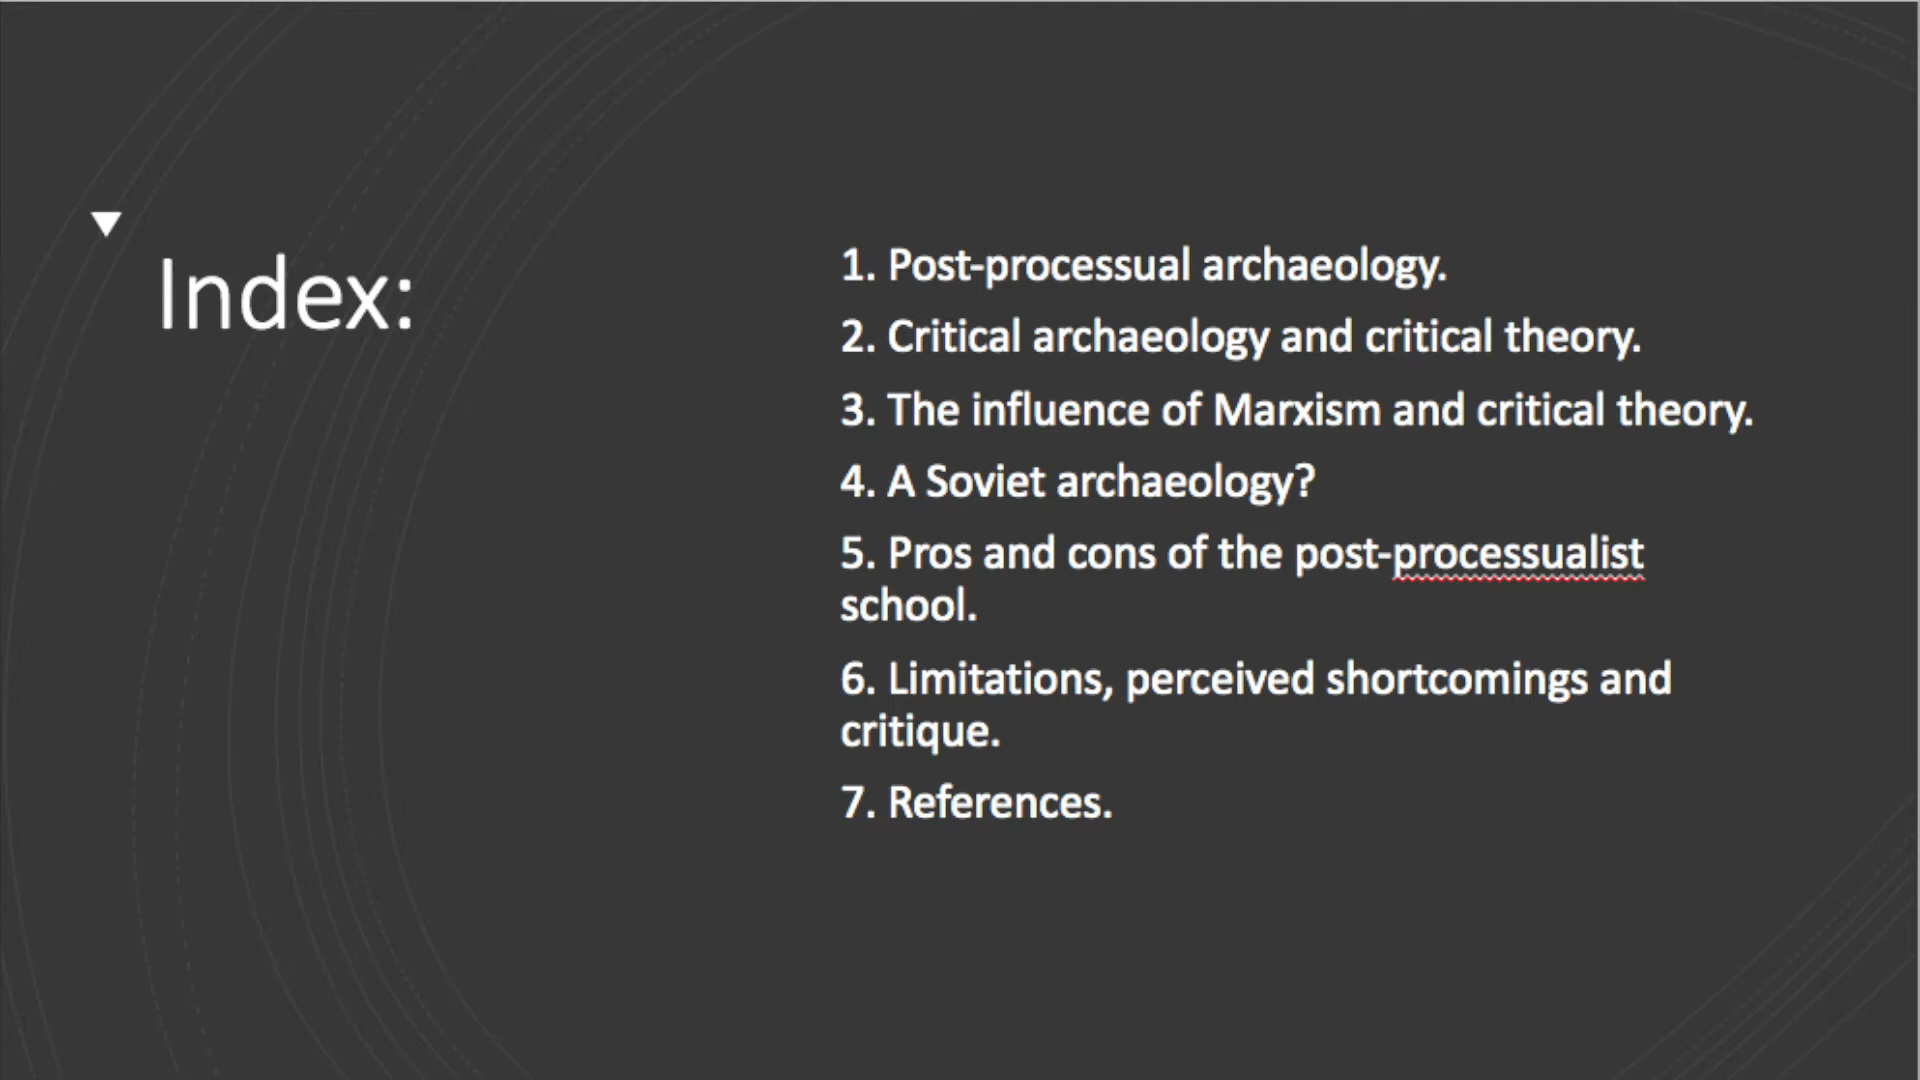 Index:
1. Post-processual archaeology.
2. Critical archaeology and critical theory.
3. The influence of Marxism and critical theory.
4. A Soviet archaeology?
5. Pros and cons of the post-processualist
school.
6. Limitations, perceived shortcomings and
critique.
7. References.